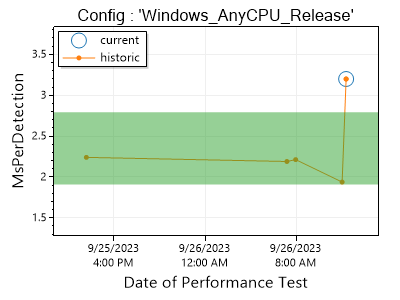 Config : 'Windows_AnyCPU_Release'
current
historic
3.5
3
2.5
2
1.5
MsPerDetection
9/25/2023 9/26/2023 9/26/2023
4:00 PM 12:00 AM 8:00 AM
Date of Performance Test